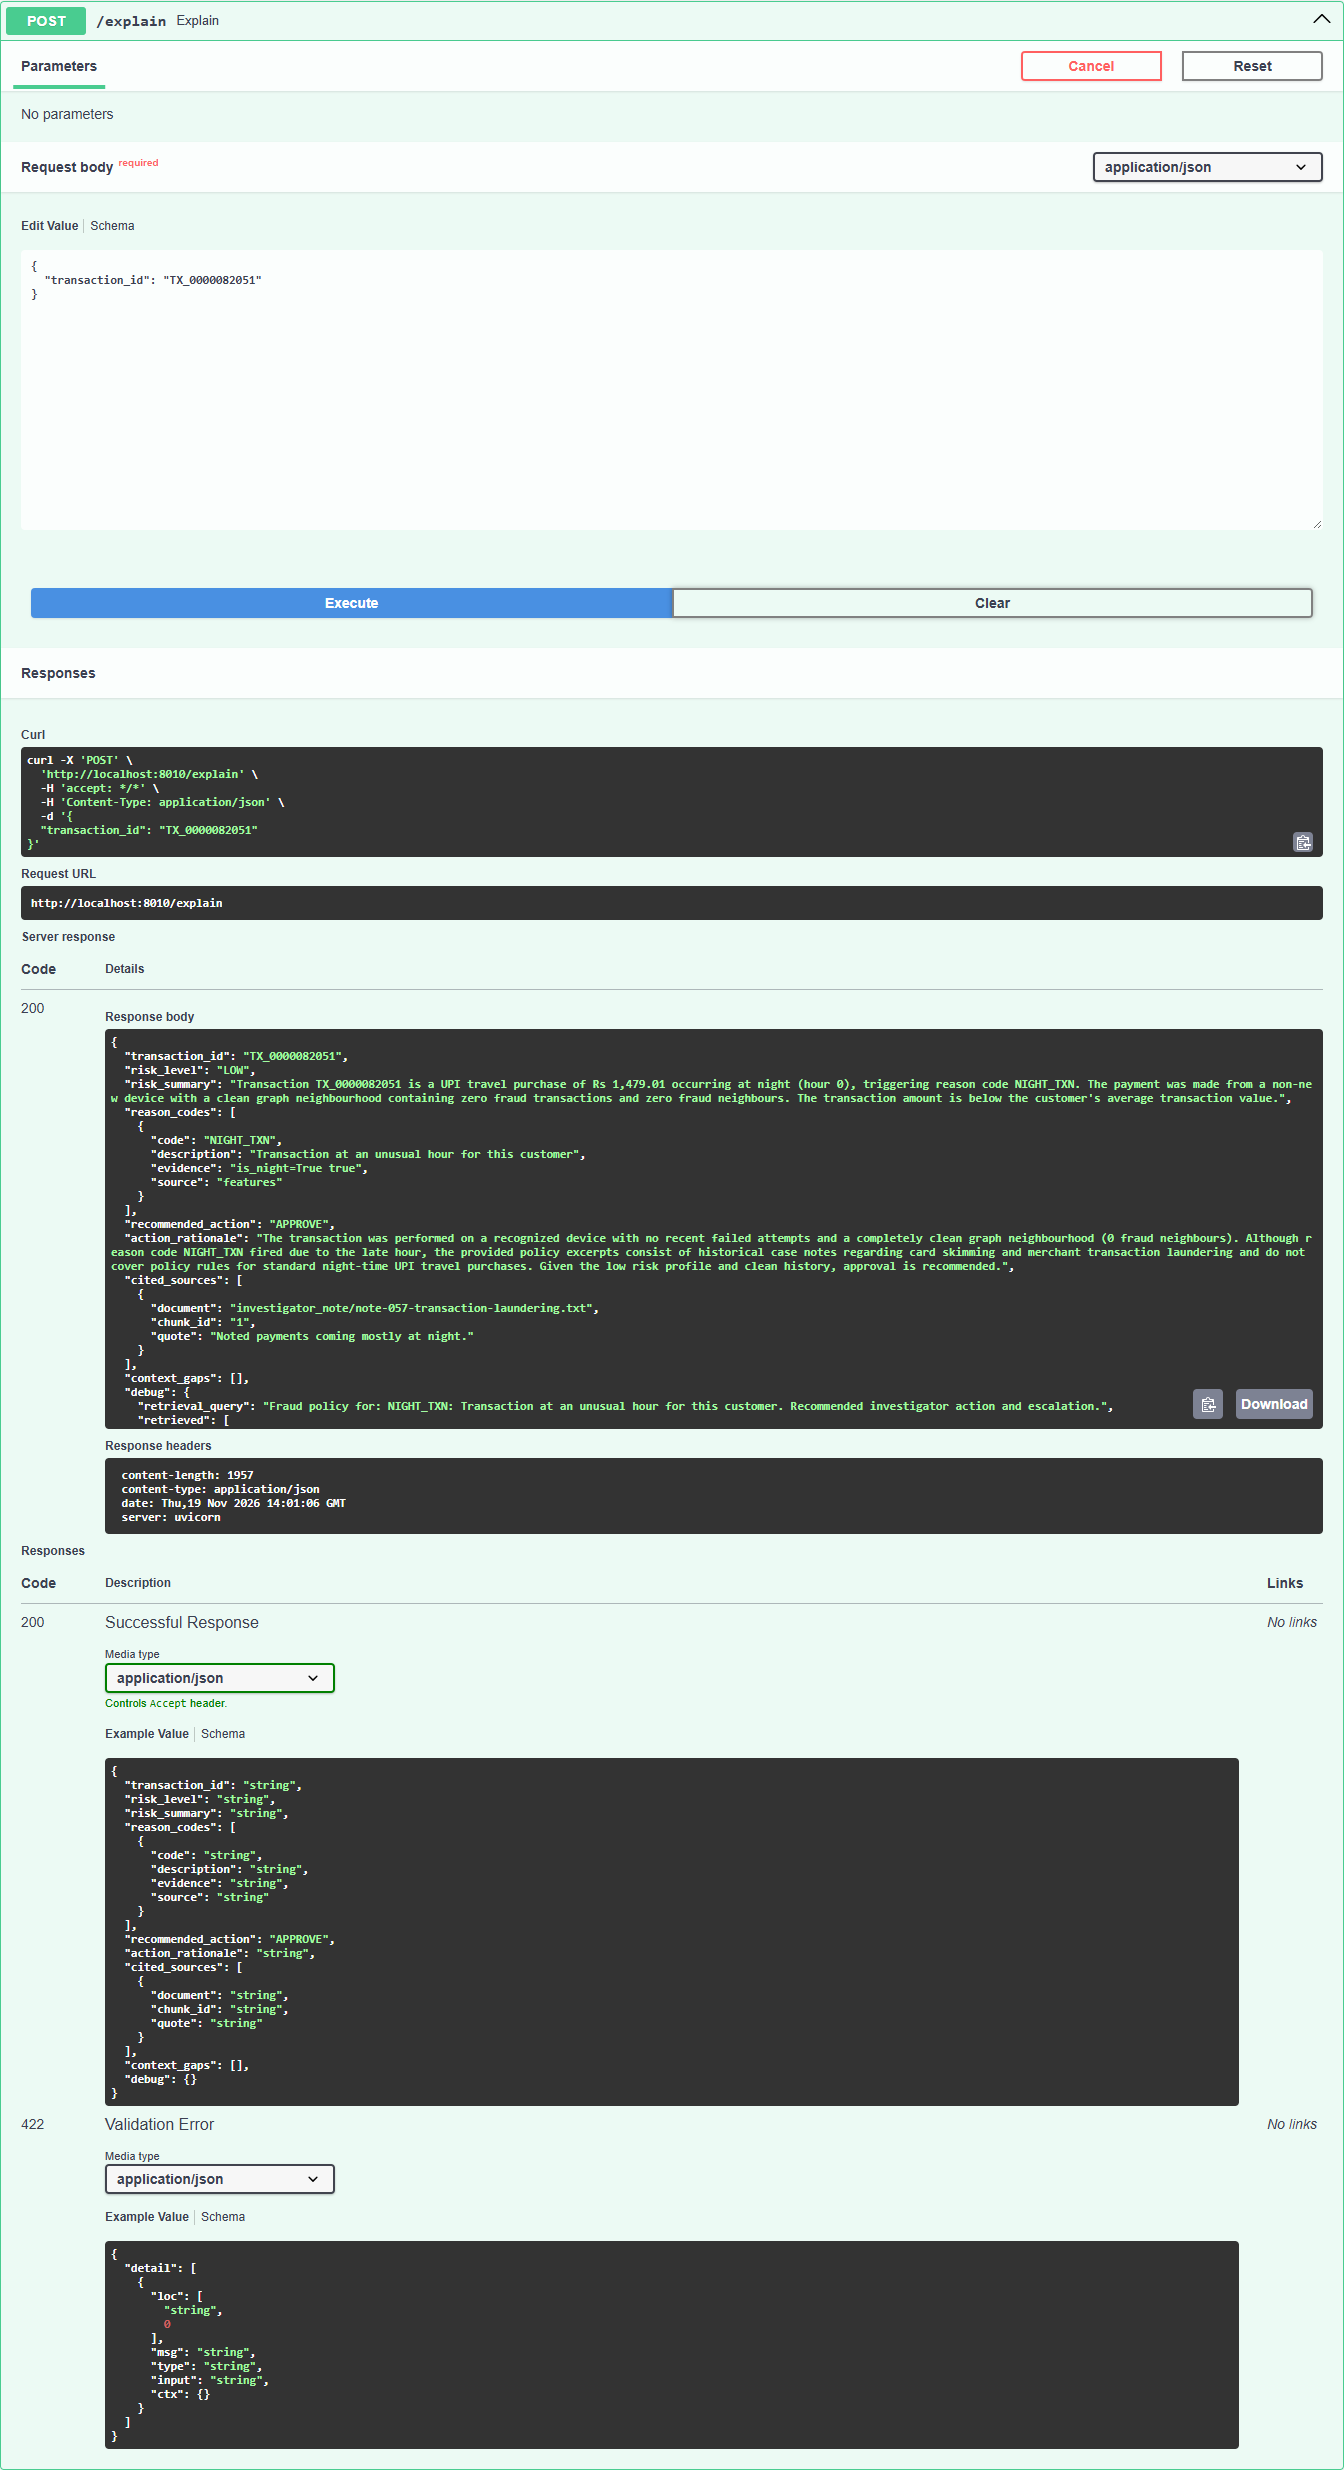 POST /explain Explain
Parameters
Cancel
Reset
No parameters
Request body required
application/json
Edit Value | Schema
{
  "transaction_id": "TX_0000082051"
}
Execute
Clear
Responses
Curl
curl -X 'POST' \
  'http://localhost:8010/explain' \
  -H 'accept: */*' \
  -H 'Content-Type: application/json' \
  -d '{
  "transaction_id": "TX_0000082051"
}'
Request URL
http://localhost:8010/explain
Server response
Code Details
200
Response body
{
  "transaction_id": "TX_0000082051",
  "risk_level": "LOW",
  "risk_summary": "Transaction TX_0000082051 is a UPI travel purchase of Rs 1,479.01 occurring at night (hour 0), triggering reason code NIGHT_TXN. The payment was made from a non-ne
w device with a clean graph neighbourhood containing zero fraud transactions and zero fraud neighbours. The transaction amount is below the customer's average transaction value.",
  "reason_codes": [
    {
      "code": "NIGHT_TXN",
      "description": "Transaction at an unusual hour for this customer",
      "evidence": "is_night=True true",
      "source": "features"
    }
  ],
  "recommended_action": "APPROVE",
  "action_rationale": "The transaction was performed on a recognized device with no recent failed attempts and a completely clean graph neighbourhood (0 fraud neighbours). Although r
eason code NIGHT_TXN fired due to the late hour, the provided policy excerpts consist of historical case notes regarding card skimming and merchant transaction laundering and do not
cover policy rules for standard night-time UPI travel purchases. Given the low risk profile and clean history, approval is recommended.",
  "cited_sources": [
    {
      "document": "investigator_note/note-057-transaction-laundering.txt",
      "chunk_id": "1",
      "quote": "Noted payments coming mostly at night."
    }
  ],
  "context_gaps": [],
  "debug": {
    "retrieval_query": "Fraud policy for: NIGHT_TXN: Transaction at an unusual hour for this customer. Recommended investigator action and escalation.",
    "retrieved": [
Download
Response headers
content-length: 1957
content-type: application/json
date: Thu,19 Nov 2026 14:01:06 GMT
server: uvicorn
Responses
Code Description Links
200 Successful Response No links
Media type
application/json
Controls Accept header.
Example Value | Schema
{
  "transaction_id": "string",
  "risk_level": "string",
  "risk_summary": "string",
  "reason_codes": [
    {
      "code": "string",
      "description": "string",
      "evidence": "string",
      "source": "string"
    }
  ],
  "recommended_action": "APPROVE",
  "action_rationale": "string",
  "cited_sources": [
    {
      "document": "string",
      "chunk_id": "string",
      "quote": "string"
    }
  ],
  "context_gaps": [],
  "debug": {}
}
422 Validation Error No links
Media type
application/json
Example Value | Schema
{
  "detail": [
    {
      "loc": [
        "string",
        0
      ],
      "msg": "string",
      "type": "string",
      "input": "string",
      "ctx": {}
    }
  ]
}